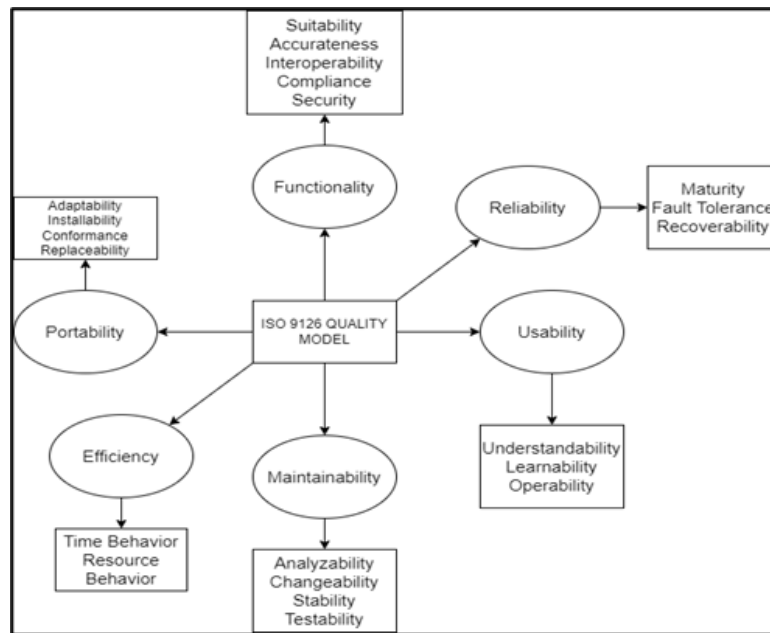 Suitability
Accurateness
Interoperability
Compliance
Security
Functionality
Reliability
Maturity
Fault Tolerance
Recoverability
Adaptability
Installability
Conformance
Replaceability
Portability
ISO 9126 QUALITY
MODEL
Usability
Efficiency
Maintainability
Understandability
Learnability
Operability
Time Behavior
Resource
Behavior
Analyzability
Changeability
Stability
Testability